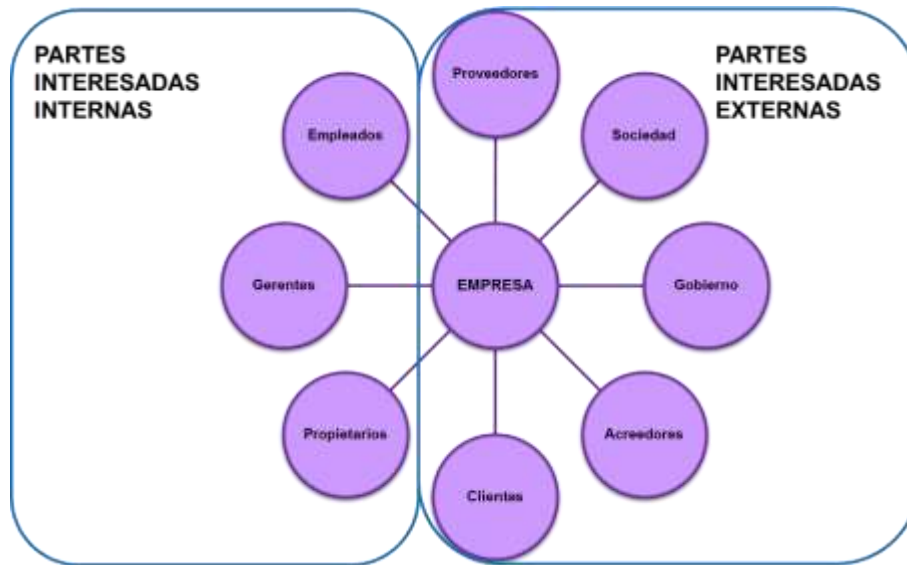 PARTES
INTERESADAS
INTERNAS
PARTES
INTERESADAS
EXTERNAS
Proveedores
Empleados
Sociedad
Gerentes
EMPRESA
Gobierno
Propietarios
Acreedores
Clientes